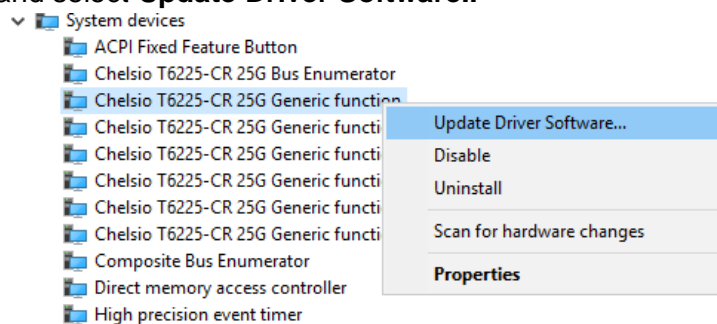 and select Update Driver Software..
System devices
ACPI Fixed Feature Button
Chelsio T6225-CR 25G Bus Enumerator
Chelsio T6225-CR 25G Generic function
Update Driver Software...
Chelsio T6225-CR 25G Generic functi
Disable
Chelsio T6225-CR 25G Generic functi
Uninstall
Chelsio T6225-CR 25G Generic functi
Chelsio T6225-CR 25G Generic functi
Scan for hardware changes
Chelsio T6225-CR 25G Generic functi
Composite Bus Enumerator
Properties
Direct memory access controller
High precision event timer